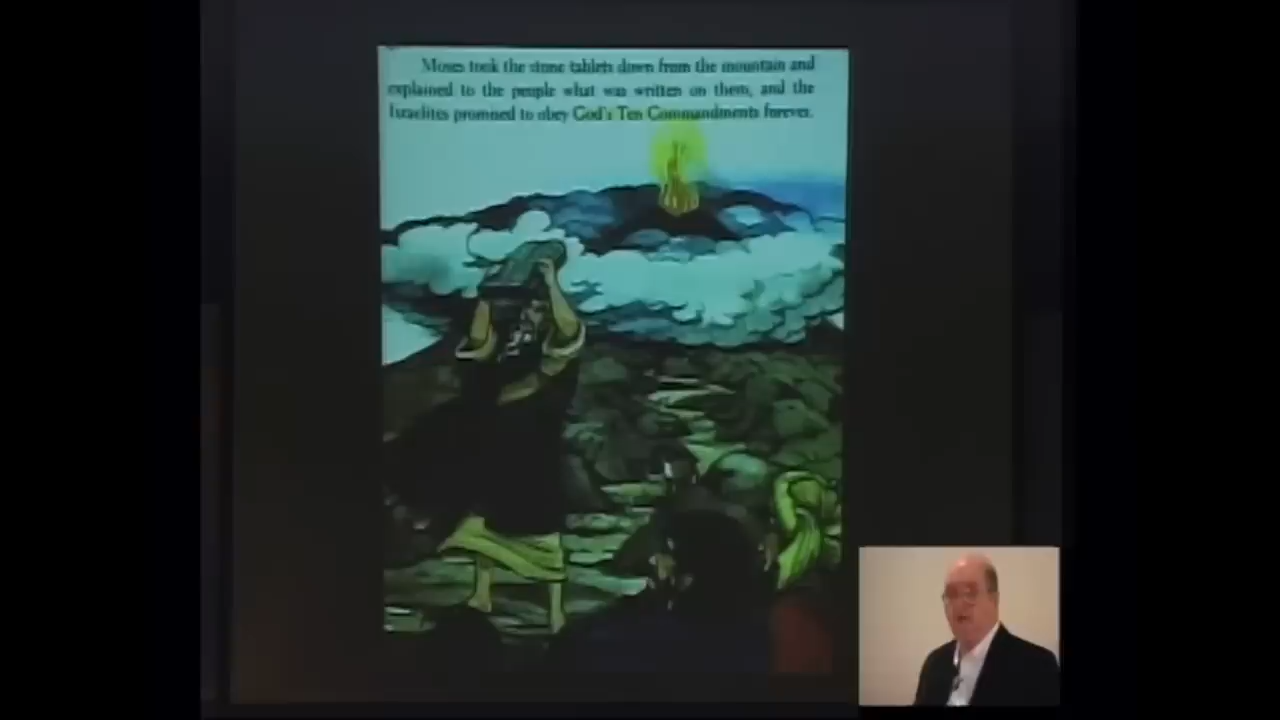 Moses took the stone tablets down from the mountain and
explained to the people what was written on them, and the
Israelites promised to obey God's Ten Commandments forever.